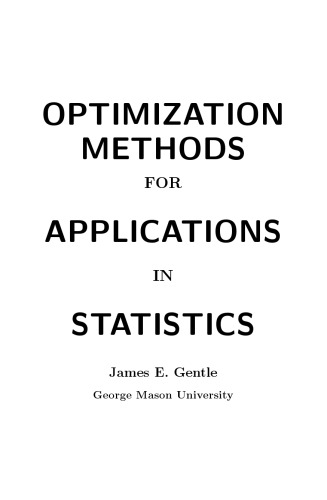 OPTIMIZATION
METHODS
FOR
APPLICATIONS
IN
STATISTICS
James E. Gentle
George Mason University